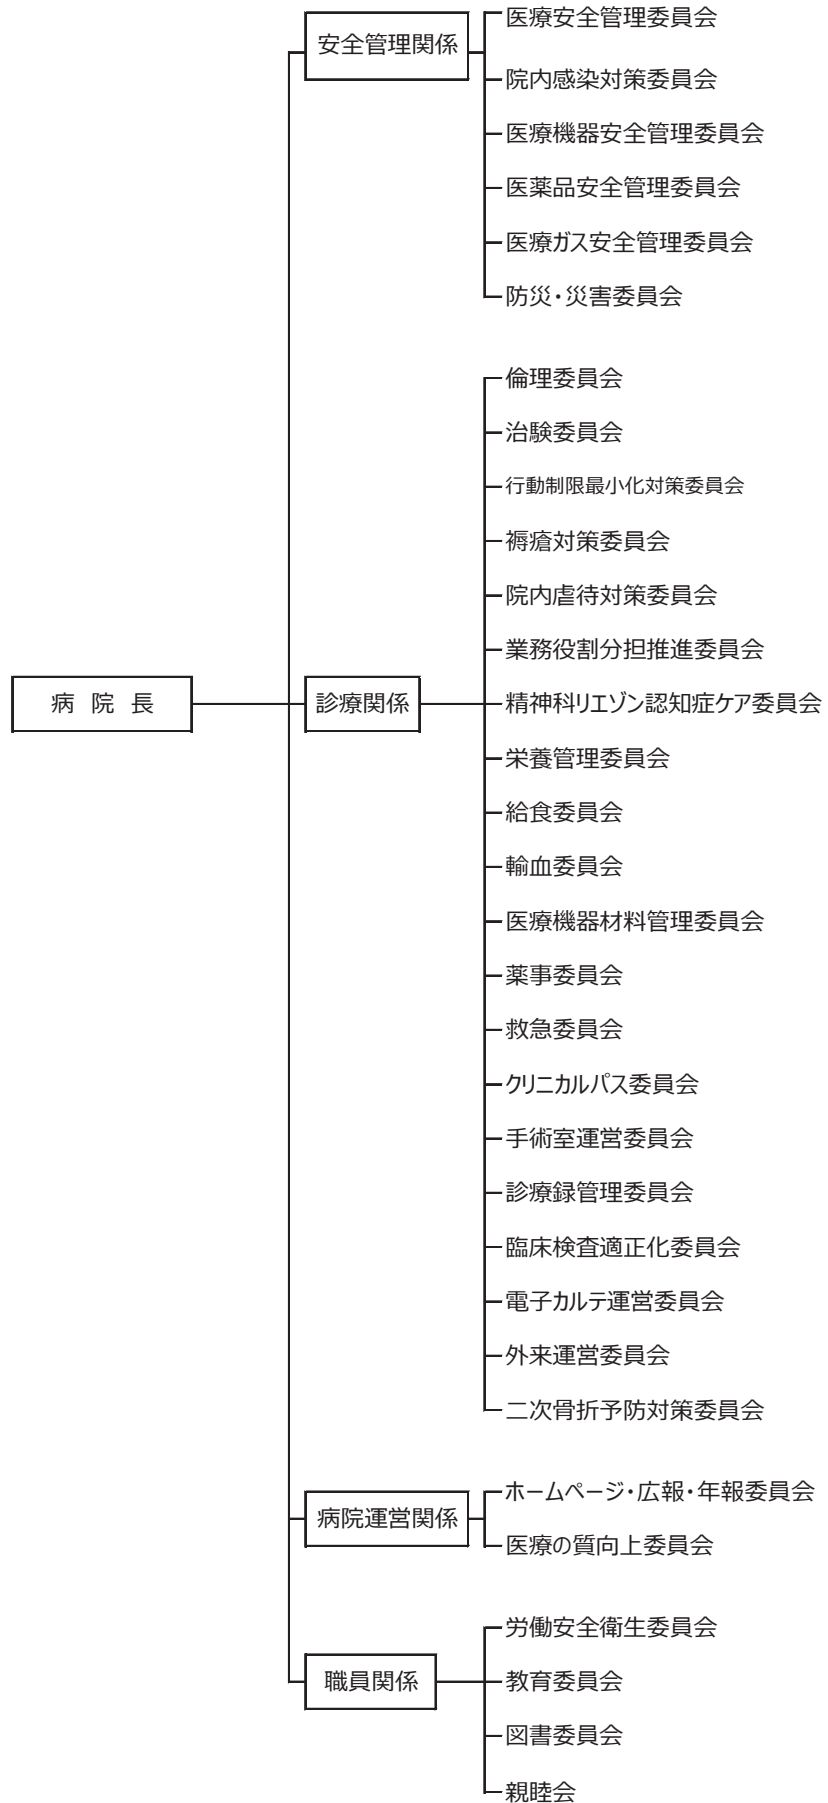 安全管理関係
医療安全管理委員会
院内感染対策委員会
医療機器安全管理委員会
医薬品安全管理委員会
医療ガス安全管理委員会
防災・災害委員会
倫理委員会
治験委員会
行動制限最小化対策委員会
褥瘡対策委員会
院内虐待対策委員会
業務役割分担推進委員会
病 院 長
診療関係
精神科リエゾン認知症ケア委員会
栄養管理委員会
給食委員会
輸血委員会
医療機器材料管理委員会
薬事委員会
救急委員会
クリニカルパス委員会
手術室運営委員会
診療録管理委員会
臨床検査適正化委員会
電子カルテ運営委員会
外来運営委員会
二次骨折予防対策委員会
病院運営関係
ホームページ・広報・年報委員会
医療の質向上委員会
労働安全衛生委員会
職員関係
教育委員会
図書委員会
親睦会